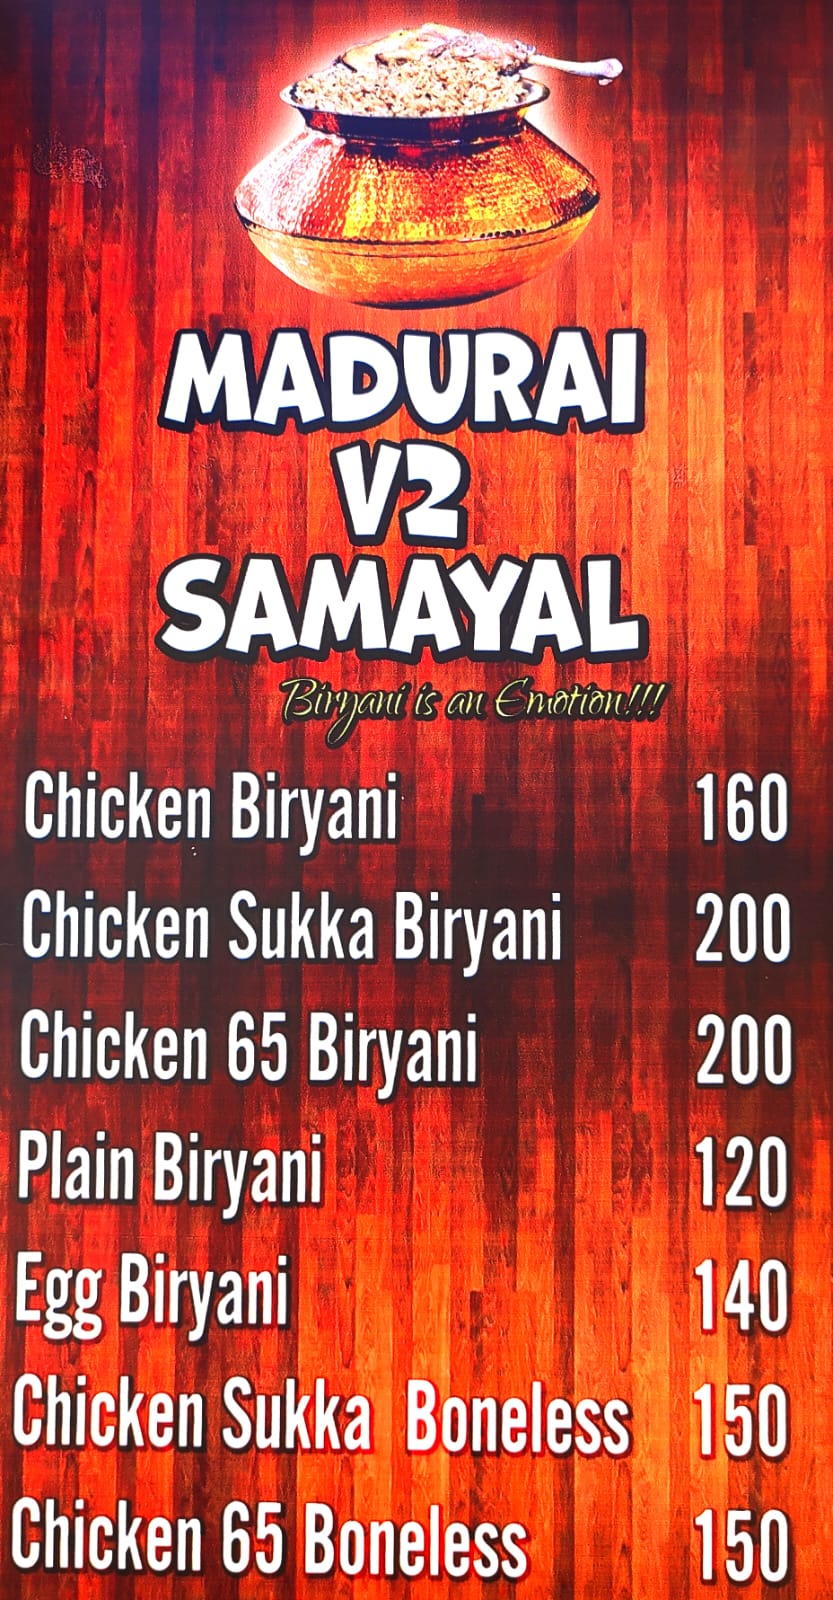 MADURAI
V2
SAMAYAL
Biryani is an Emotion!!!
Chicken Biryani 160
Chicken Sukka Biryani 200
Chicken 65 Biryani 200
Plain Biryani 120
Egg Biryani 140
Chicken Sukka Boneless 150
Chicken 65 Boneless 150